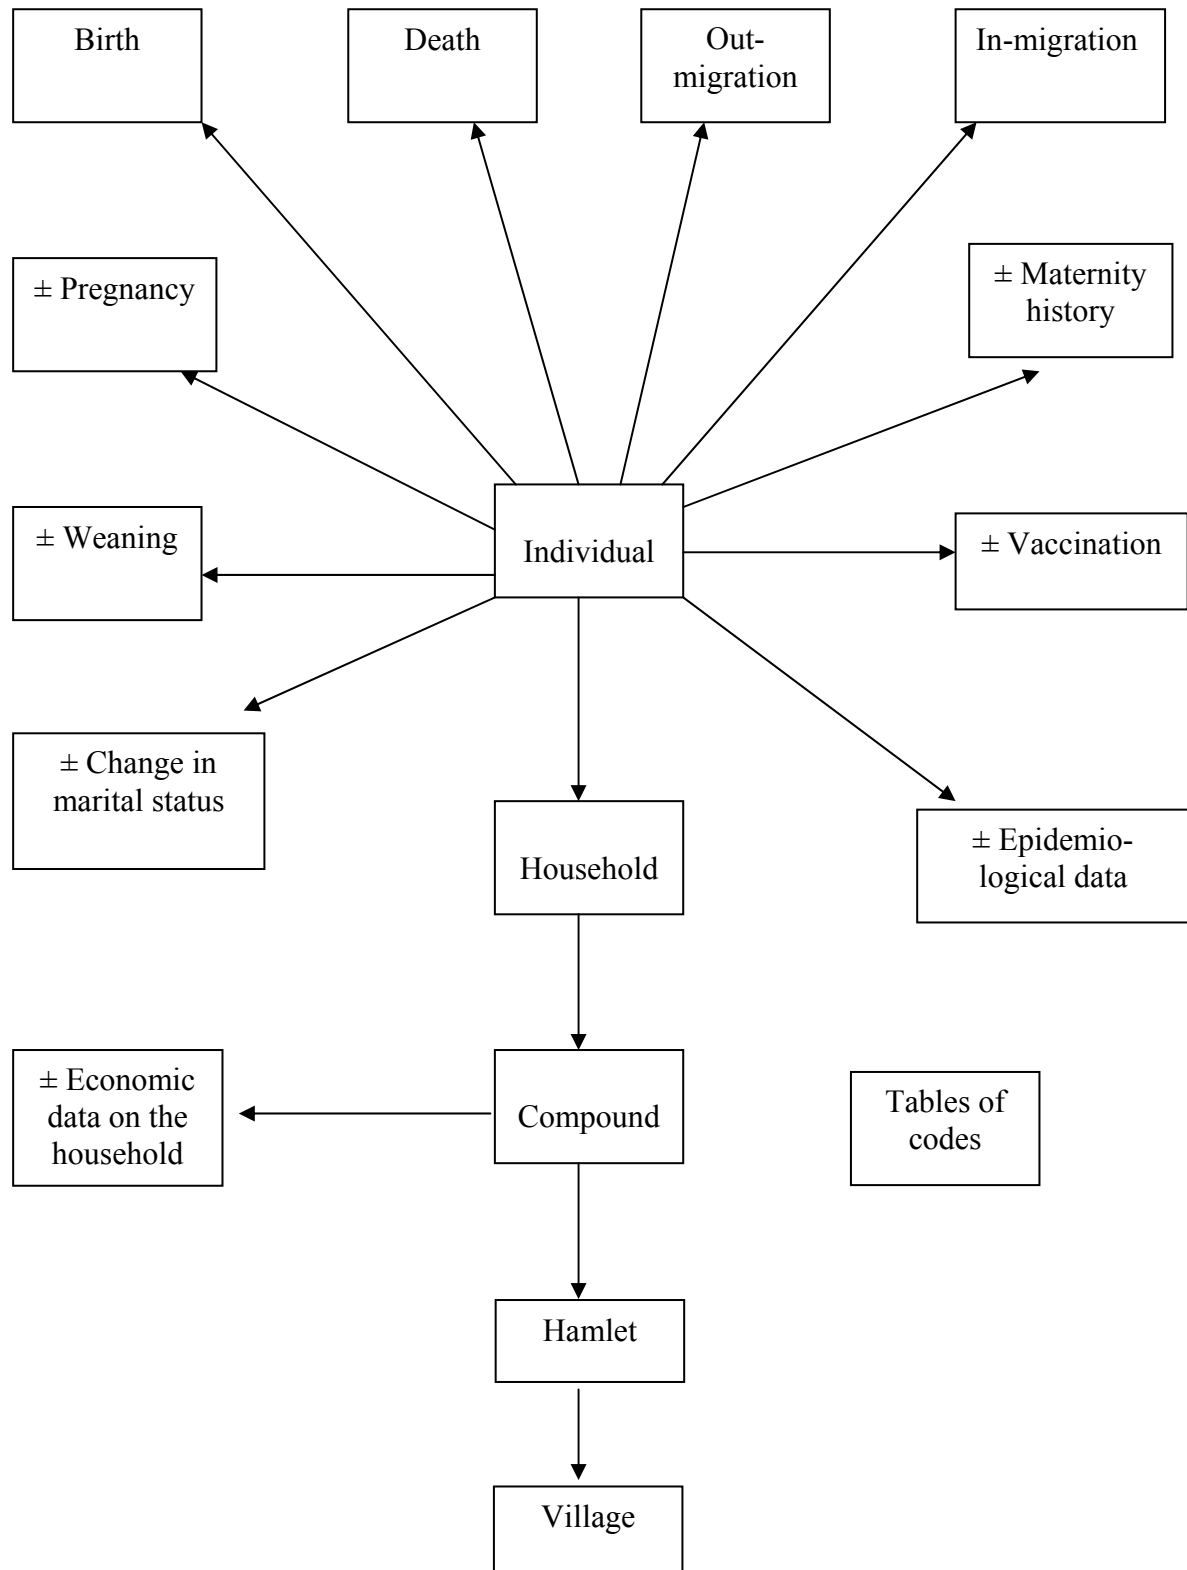 Birth
Death
Out-
migration
In-migration
± Pregnancy
± Maternity
history
± Weaning
Individual
± Vaccination
± Change in
marital status
Household
± Epidemio-
logical data
± Economic
data on the
household
Compound
Tables of
codes
Hamlet
Village